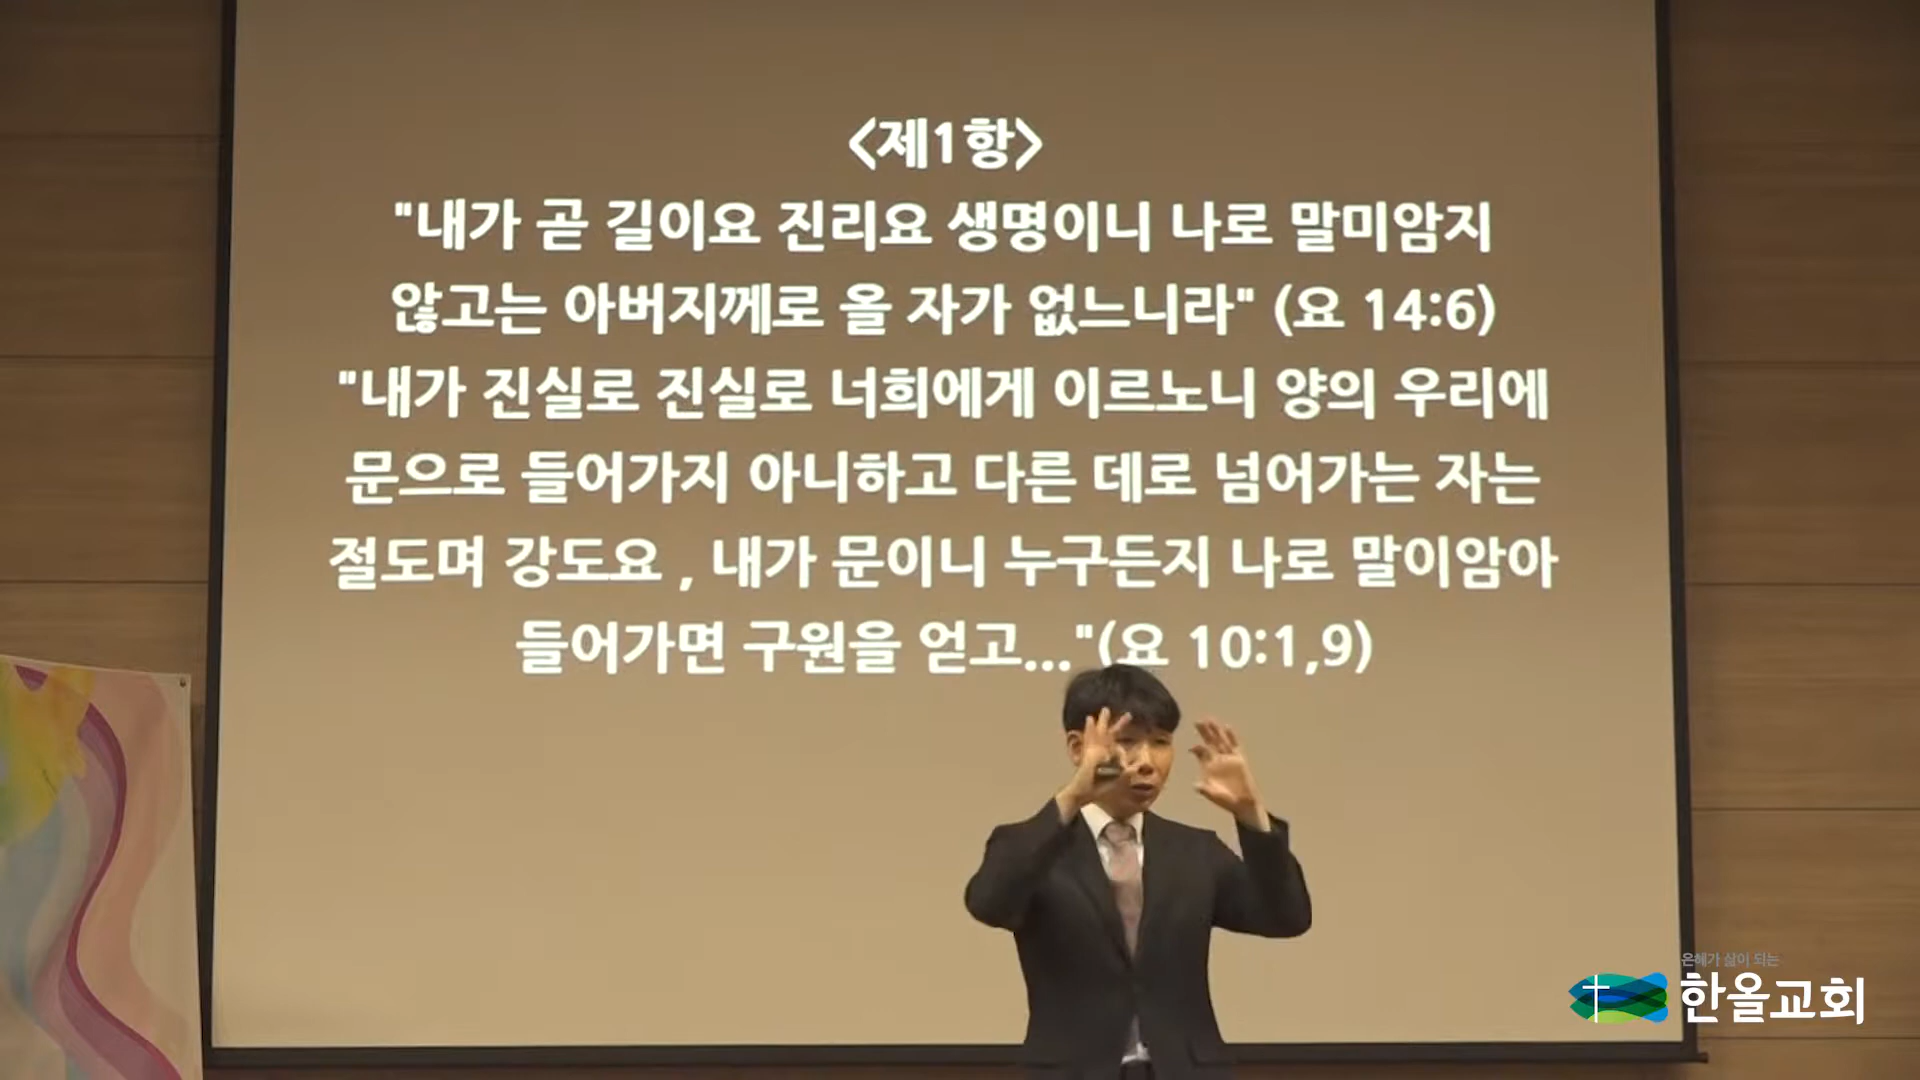 <제1항>
"내가 곧 길이요 진리요 생명이니 나로 말미암지
않고는 아버지께로 올 자가 없느니라" (요 14:6)
"내가 진실로 진실로 너희에게 이르노니 양의 우리에
문으로 들어가지 아니하고 다른 데로 넘어가는 자는
절도며 강도요 , 내가 문이니 누구든지 나로 말이암아
들어가면 구원을 얻고..."(요 10:1,9)
은혜가 삶이 되는
한올교회